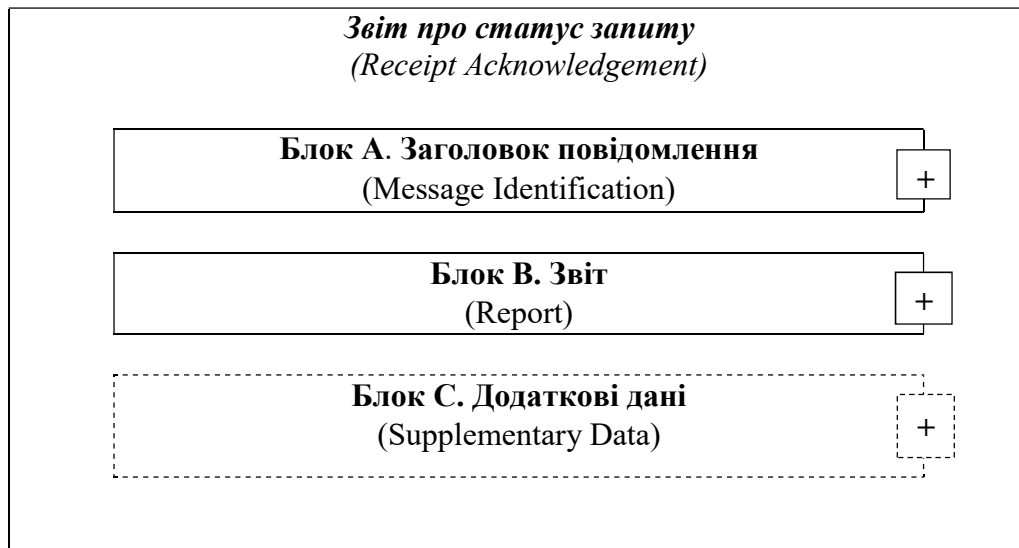 Звіт про статус запиту
(Receipt Acknowledgement)
Блок А. Заголовок повідомлення
(Message Identification)
+
Блок В. Звіт
(Report)
+
Блок С. Додаткові дані
(Supplementary Data)
+